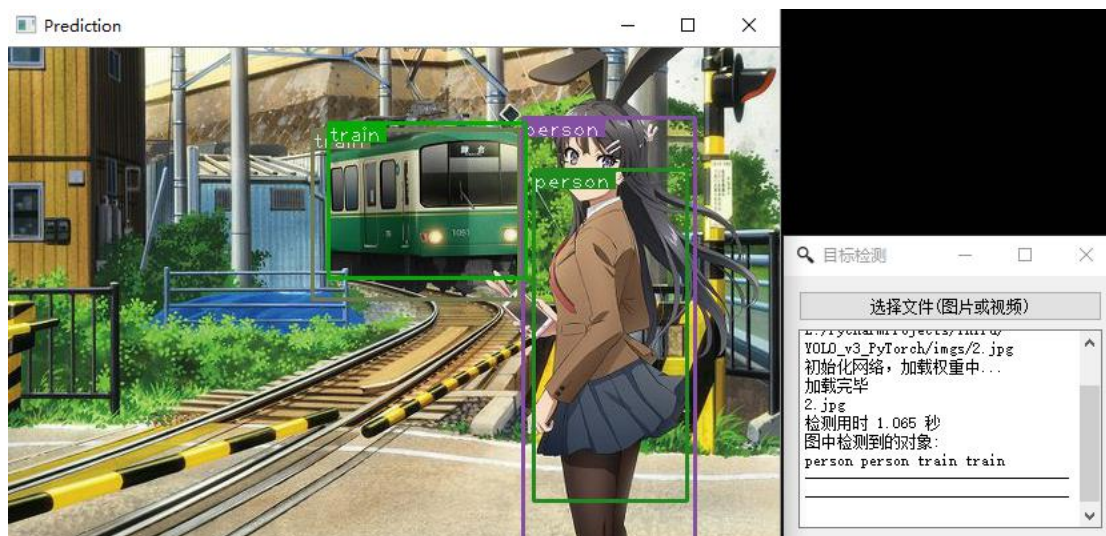 Prediction
train
train
person
person
1051
目标检测
选择文件(图片或视频)
E:/PycharmProjects/Third/
YOLO_v3_PyTorch/imgs/2.jpg
初始化网络，加载权重中...
加载完毕
2.jpg
检测用时 1.065 秒
图中检测到的对象:
person person train train